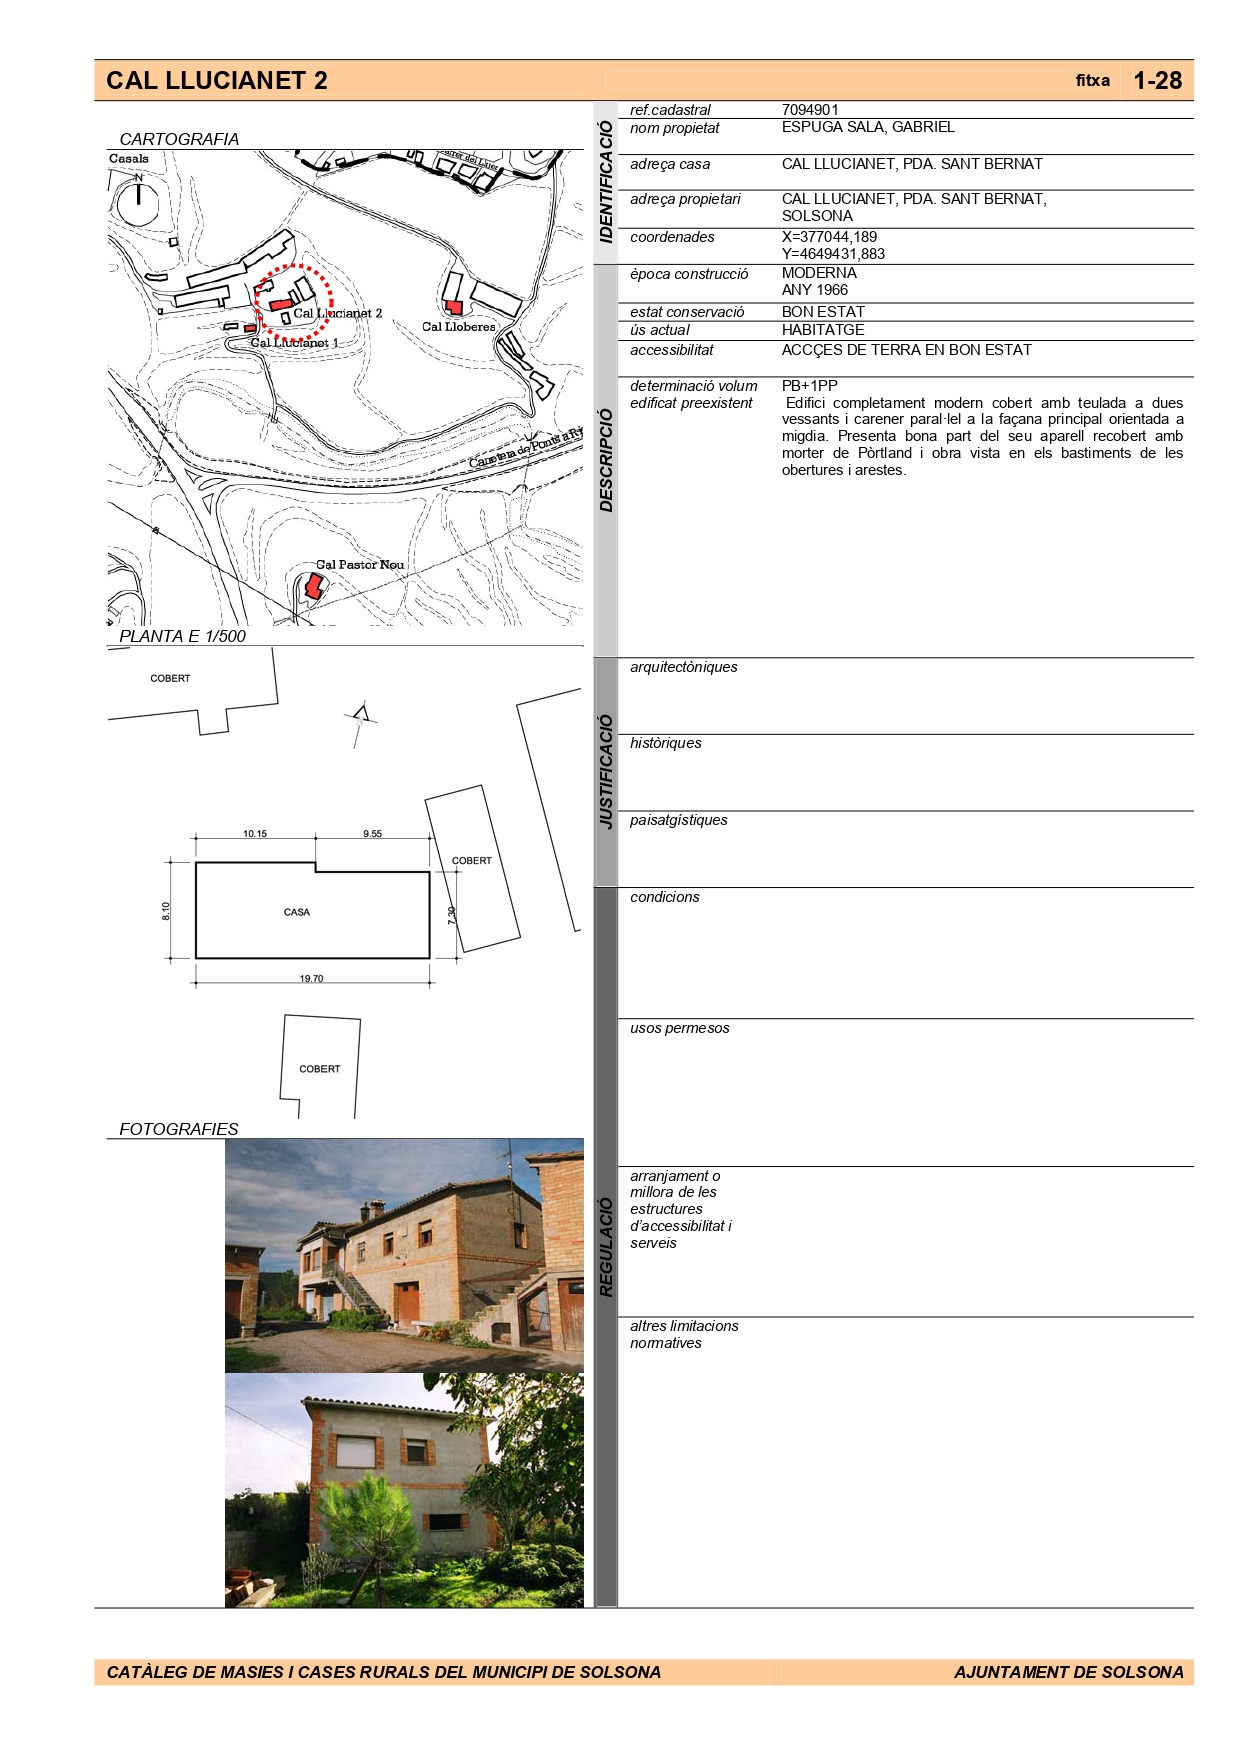 CAL LLUCIANET 2
fitxa 1-28
CARTOGRAFIA
Casals
N
Cal Llucianet 2
Cal Llucianet 1
Cal Lloberes
Carretera de Ponts a
Cal Pastor Nou
PLANTA E 1/500
COBERT
10.15
9.55
COBERT
8.10
CASA
7.30
19.70
COBERT
FOTOGRAFIES
IDENTIFICACIÓ
ref.cadastral 7094901
nom propietat ESPUGA SALA, GABRIEL
adreça casa CAL LLUCIANET, PDA. SANT BERNAT
adreça propietari CAL LLUCIANET, PDA. SANT BERNAT,
SOLSONA
coordenades X=377044,189
Y=4649431,883
DESCRIPCIÓ
època construcció MODERNA
ANY 1966
estat conservació BON ESTAT
ús actual HABITATGE
accessibilitat ACCÇES DE TERRA EN BON ESTAT
determinació volum PB+1PP
edificat preexistent Edifici completament modern cobert amb teulada a dues
vessants i carener paral·lel a la façana principal orientada a
migdia. Presenta bona part del seu aparell recobert amb
morter de Pòrtland i obra vista en els bastiments de les
obertures i arestes.
JUSTIFICACIÓ
arquitectòniques
històriques
paisatgístiques
REGULACIÓ
condicions
usos permesos
arranjament o
millora de les
estructures
d'accessibilitat i
serveis
altres limitacions
normatives
CATÀLEG DE MASIES I CASES RURALS DEL MUNICIPI DE SOLSONA
AJUNTAMENT DE SOLSONA